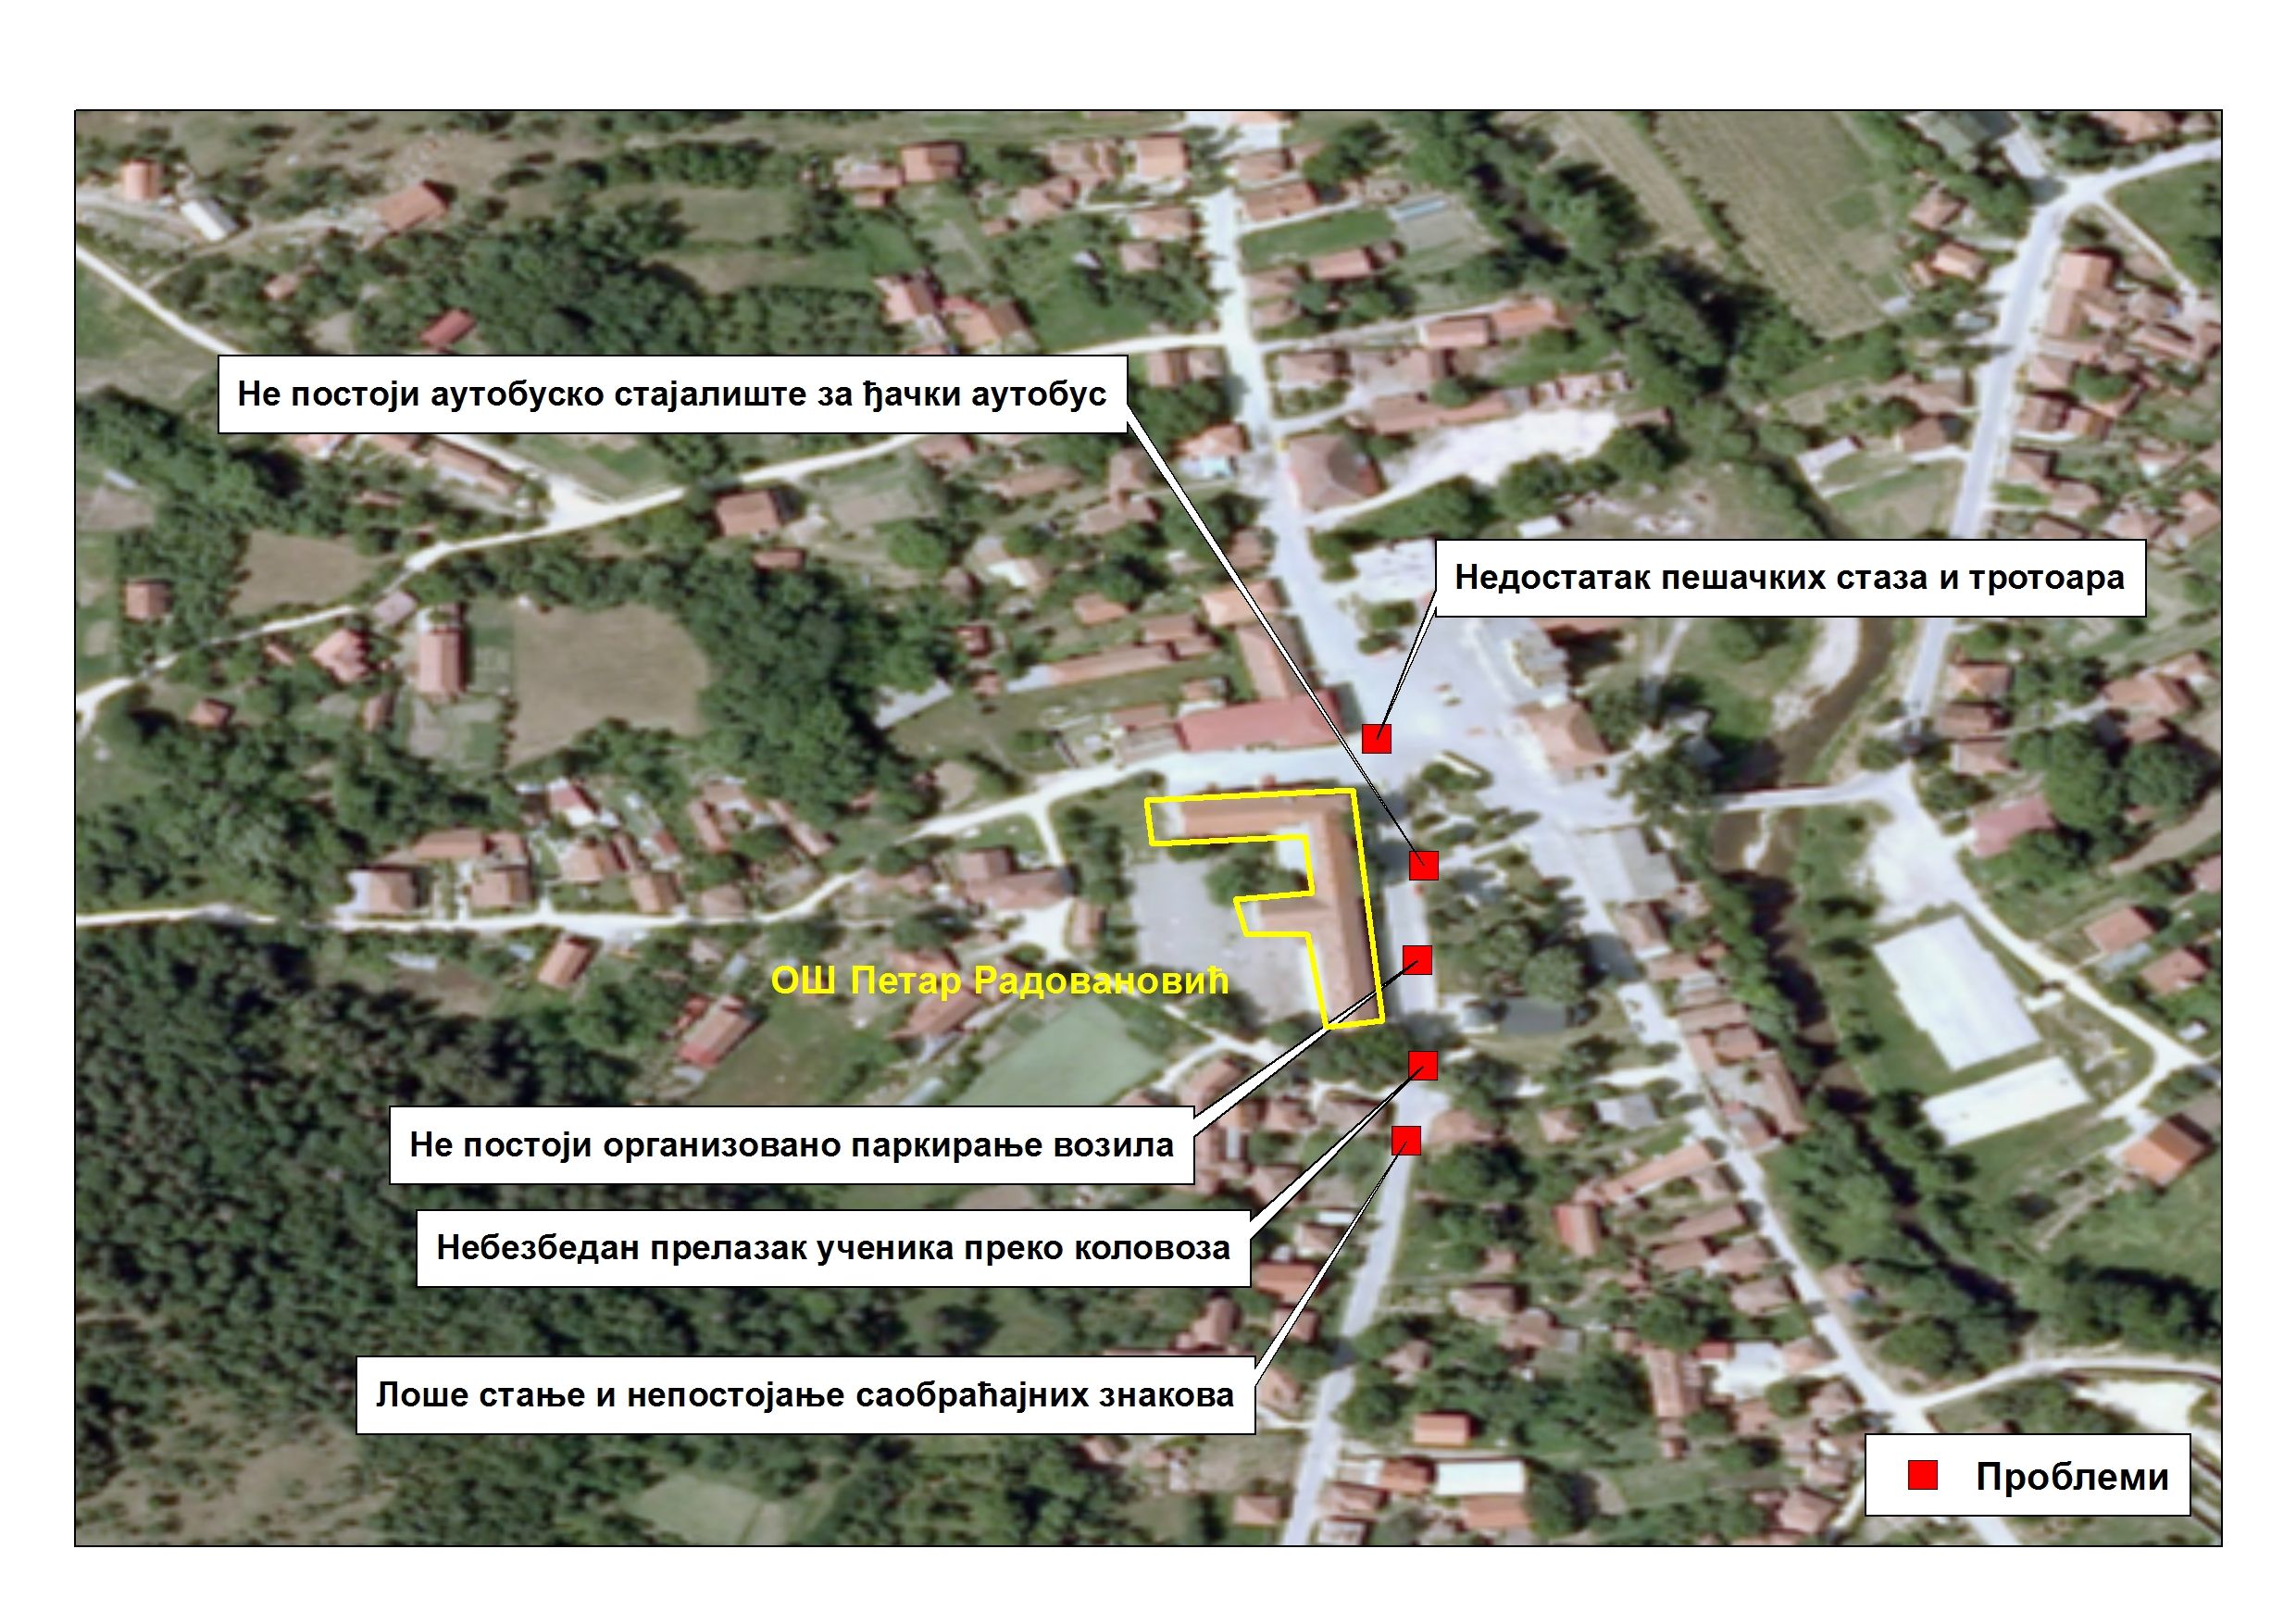 Не постоји аутобуско стајалиште за ђачки аутобус
Недостатак пешачких стаза и тротоара
ОШ Петар Радовановић
Не постоји организовано паркирање возила
Небезбедан прелазак ученика преко коловоза
Лоше стање и непостојање саобраћајних знакова
Проблеми